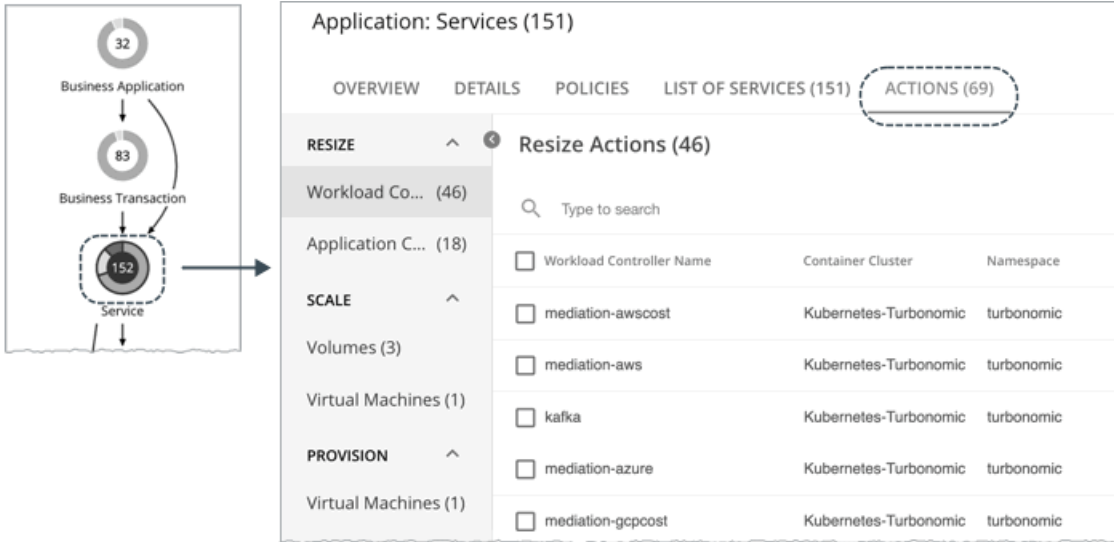 32
Business Application
83
Business Transaction
152
Service
Application: Services (151)
OVERVIEW DETAILS POLICIES LIST OF SERVICES (151) ACTIONS (69)
RESIZE
Workload Co... (46)
Application C... (18)
SCALE
Volumes (3)
Virtual Machines (1)
PROVISION
Virtual Machines (1)
Resize Actions (46)
Type to search
Workload Controller Name Container Cluster Namespace
mediation-awscost Kubernetes-Turbonomic turbonomic
mediation-aws Kubernetes-Turbonomic turbonomic
kafka Kubernetes-Turbonomic turbonomic
mediation-azure Kubernetes-Turbonomic turbonomic
mediation-gcpcost Kubernetes-Turbonomic turbonomic